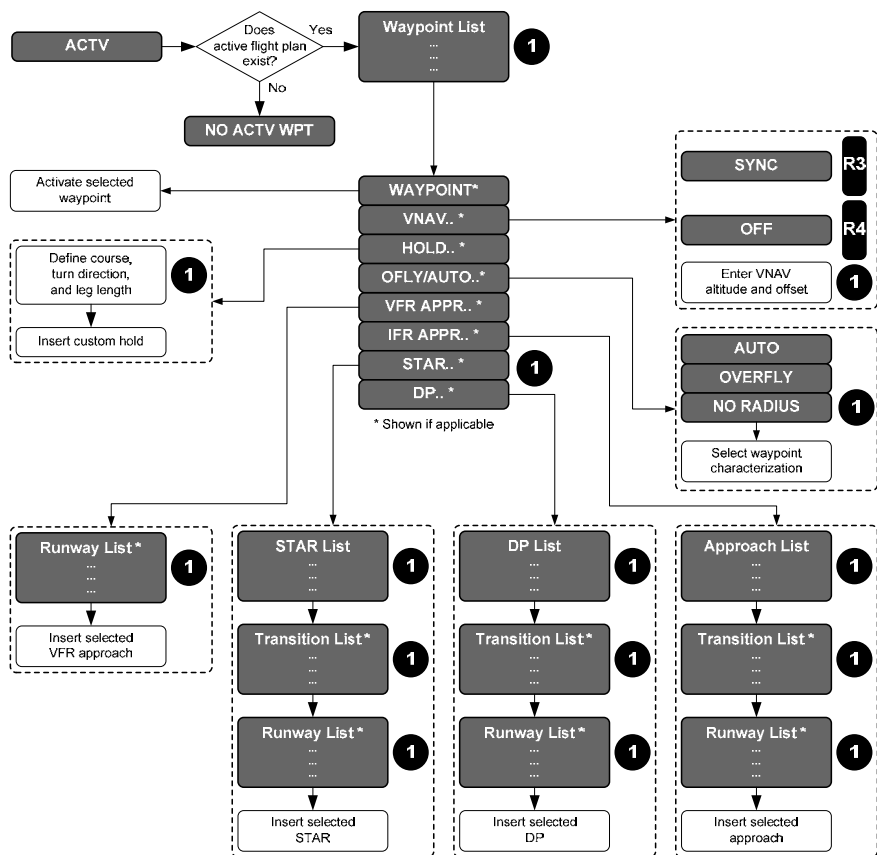 ACTV
Does
active flight plan
exist?
Yes
No
Waypoint List
...
...
...
1
NO ACTV WPT
WAYPOINT*
VNAV.. *
HOLD.. *
OFLY/AUTO..*
VFR APPR.. *
IFR APPR.. *
STAR.. *
DP.. *
1
* Shown if applicable
Activate selected
waypoint
Define course,
turn direction,
and leg length
1
Insert custom hold
SYNC
R3
OFF
R4
Enter VNAV
altitude and offset
1
AUTO
OVERFLY
NO RADIUS
1
Select waypoint
characterization
Runway List *
...
...
...
1
Insert selected
VFR approach
STAR List
...
...
...
1
Transition List *
...
...
...
1
Runway List *
...
...
...
1
Insert selected
STAR
DP List
...
...
...
1
Transition List *
...
...
...
1
Runway List *
...
...
...
1
Insert selected
DP
Approach List
...
...
...
1
Transition List *
...
...
...
1
Runway List *
...
...
...
1
Insert selected
approach